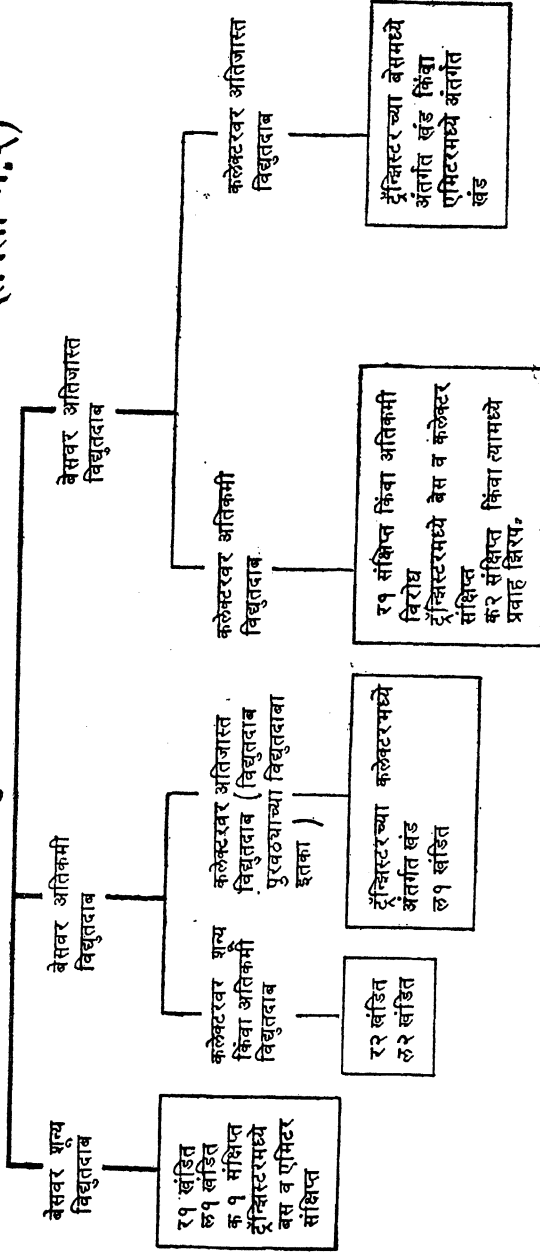 बेसवर शून्य
विद्युतदाब
र१ खंडित
ल१ खंडित
क १ संक्षिप्त
ट्रॅन्झिस्टरमध्ये
बस व एमिटर
संक्षिप्त
बेसवर अतिकमी
विद्युतदाब
कलेक्टरवर शून्य
किंवा अतिकमी
विद्युतदाब
र२ खंडित
ल२ खंडित
कलेक्टरवर अतिजास्त
विद्युतदाब (विद्युतदाब
पुरवठ्याच्या विद्युतदाबा
इतका )
ट्रॅन्झिस्टरच्या कलेक्टरमध्ये
अंतर्गत खंड
ल१ खंडित
बेसवर अतिजास्त
विद्युतदाब
कलेक्टरवर अतिकमी
विद्युतदाब
र१ संक्षिप्त किंवा अतिकमी
विरोध
ट्रॅन्झिस्टरमध्ये बेस व कलेक्टर
संक्षिप्त
क२ संक्षिप्त किंवा त्यामध्ये
प्रवाह झिरप.
कलेक्टरवर अतिजास्त
विद्युतदाब
ट्रॅन्झिस्टरच्या बेसमध्ये
अंतर्गत खंड किंवा
एमिटरमध्ये अंतर्गत
खंड